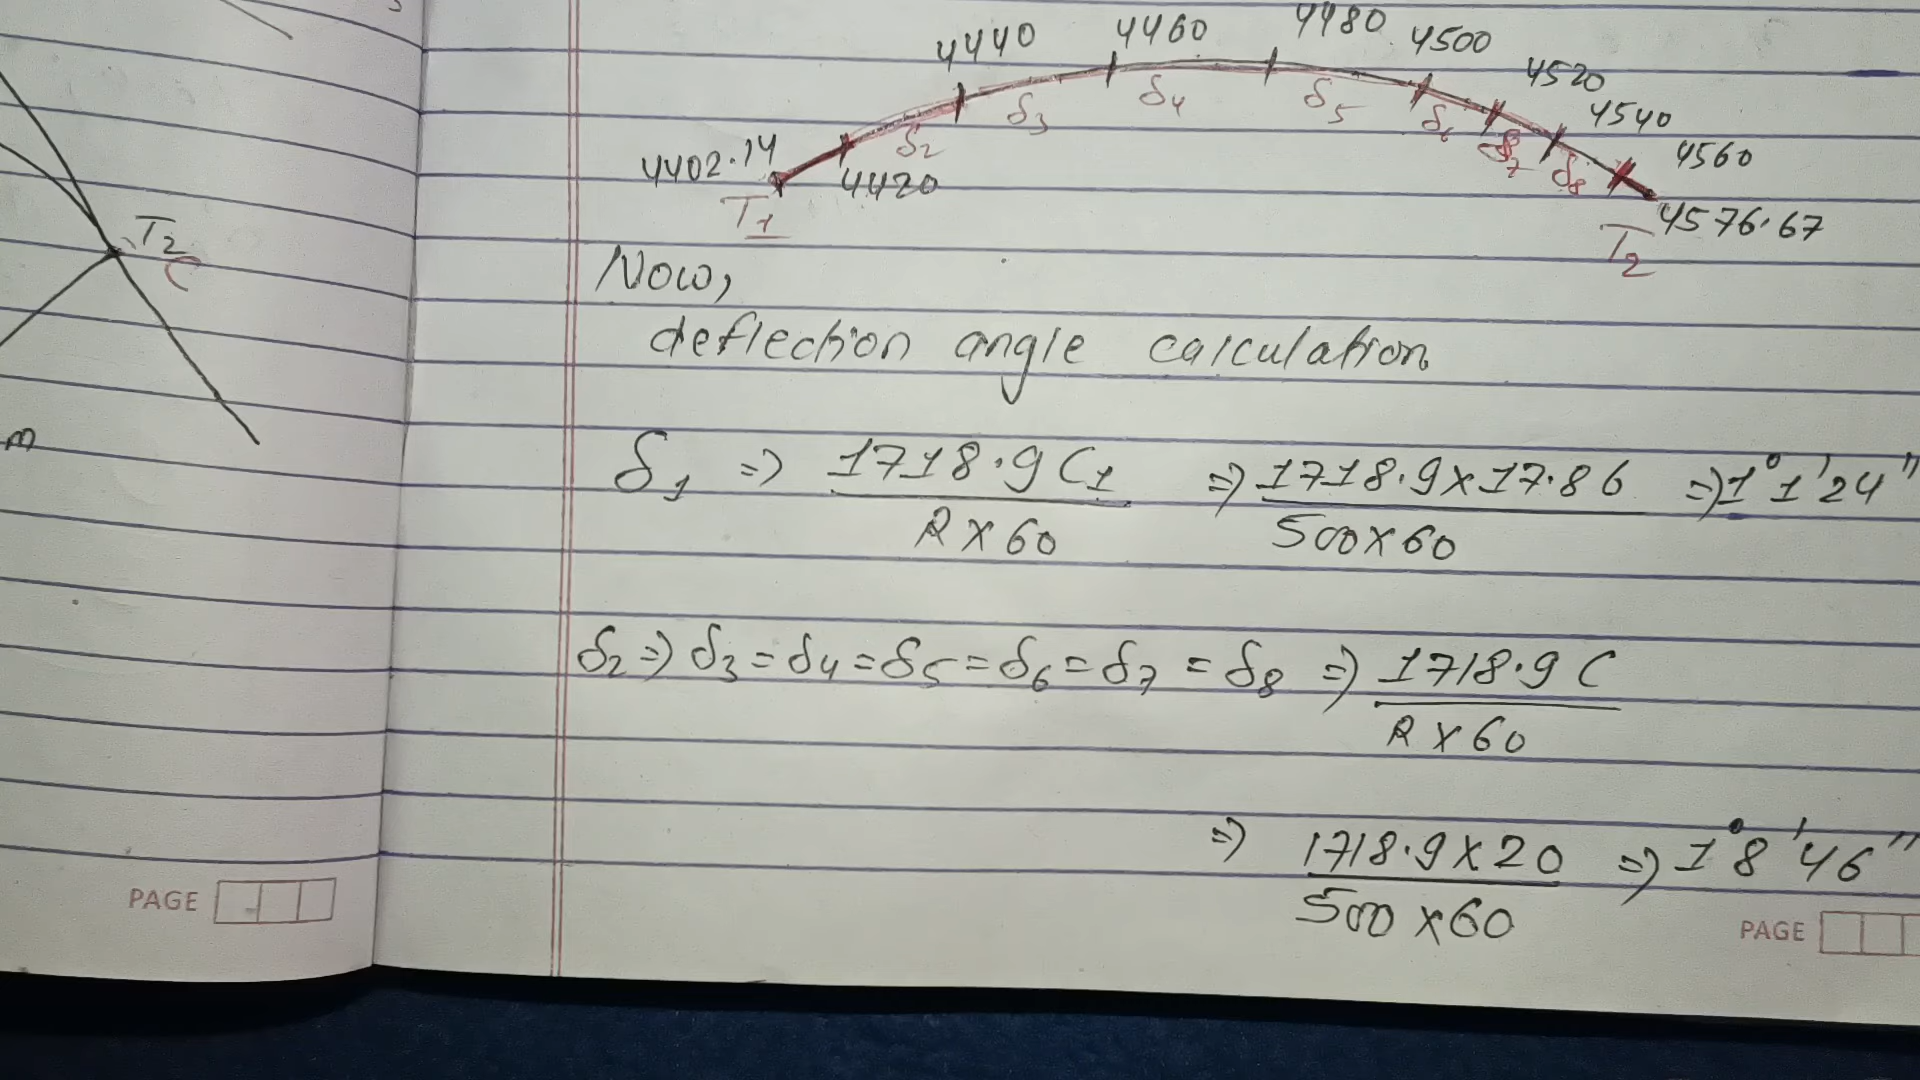 4440 4460 4480 4500 4520 4540 4560
δ2 δ3 δ4 δ5 δ6 δ7 δ8
4402.14 4420 4576.67
T1 T2
T2
Now,
deflection angle calculation
m
δ1 => 1718.9 C1 / R x 60 => 1718.9 x 17.86 / 500 x 60 => 1° 1' 24"
δ2 => δ3 = δ4 = δ5 = δ6 = δ7 = δ8 => 1718.9 C / R x 60
=> 1718.9 x 20 / 500 x 60 => 1° 8' 46"
PAGE
PAGE